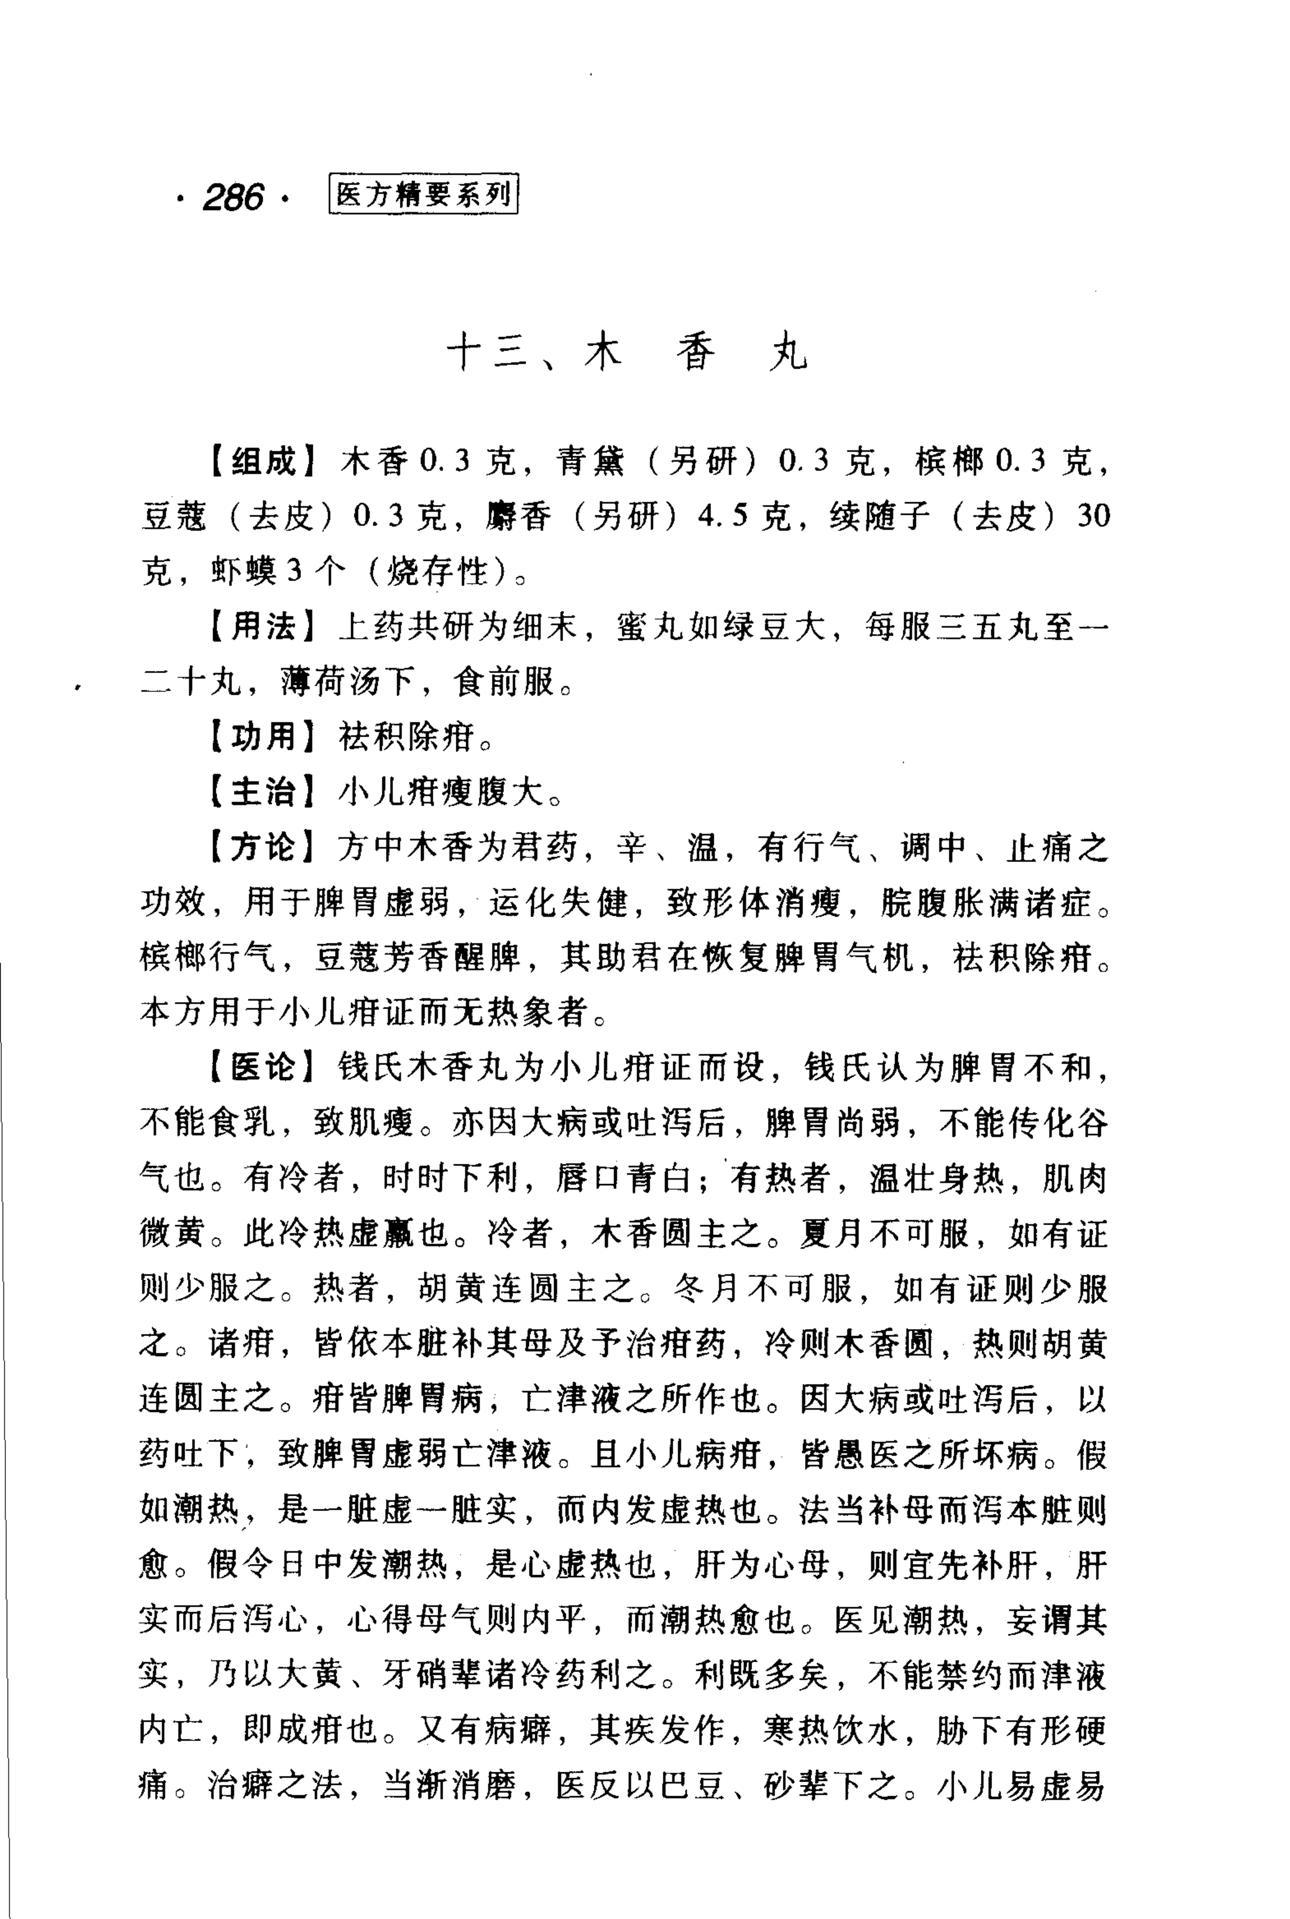 ·286· 医方精要系列
十三、木 香 丸
【组成】木香0.3克，青黛（另研）0.3克，槟榔0.3克，
豆蔻（去皮）0.3克，麝香（另研）4.5克，续随子（去皮）30
克，虾蟆3个（烧存性）。
【用法】上药共研为细末，蜜丸如绿豆大，每服三五丸至一
二十丸，薄荷汤下，食前服。
【功用】祛积除疳。
【主治】小儿疳瘦腹大。
【方论】方中木香为君药，辛、温，有行气、调中、止痛之
功效，用于脾胃虚弱，运化失健，致形体消瘦，脘腹胀满诸症。
槟榔行气，豆蔻芳香醒脾，其助君在恢复脾胃气机，祛积除疳。
本方用于小儿疳证而无热象者。
【医论】钱氏木香丸为小儿疳证而设，钱氏认为脾胃不和，
不能食乳，致肌瘦。亦因大病或吐泻后，脾胃尚弱，不能传化谷
气也。有冷者，时时下利，唇口青白；有热者，温壮身热，肌肉
微黄。此冷热虚羸也。冷者，木香圆主之。夏月不可服，如有证
则少服之。热者，胡黄连圆主之。冬月不可服，如有证则少服
之。诸疳，皆依本脏补其母及予治疳药，冷则木香圆，热则胡黄
连圆主之。疳皆脾胃病，亡津液之所作也。因大病或吐泻后，以
药吐下，致脾胃虚弱亡津液。且小儿病疳，皆愚医之所坏病。假
如潮热，是一脏虚一脏实，而内发虚热也。法当补母而泻本脏则
愈。假令日中发潮热，是心虚热也，肝为心母，则宜先补肝，肝
实而后泻心，心得母气则内平，而潮热愈也。医见潮热，妄谓其
实，乃以大黄、牙硝辈诸冷药利之。利既多矣，不能禁约而津液
内亡，即成疳也。又有病癖，其疾发作，寒热饮水，胁下有形硬
痛。治癖之法，当渐消磨，医反以巴豆、砂辈下之。小儿易虚易